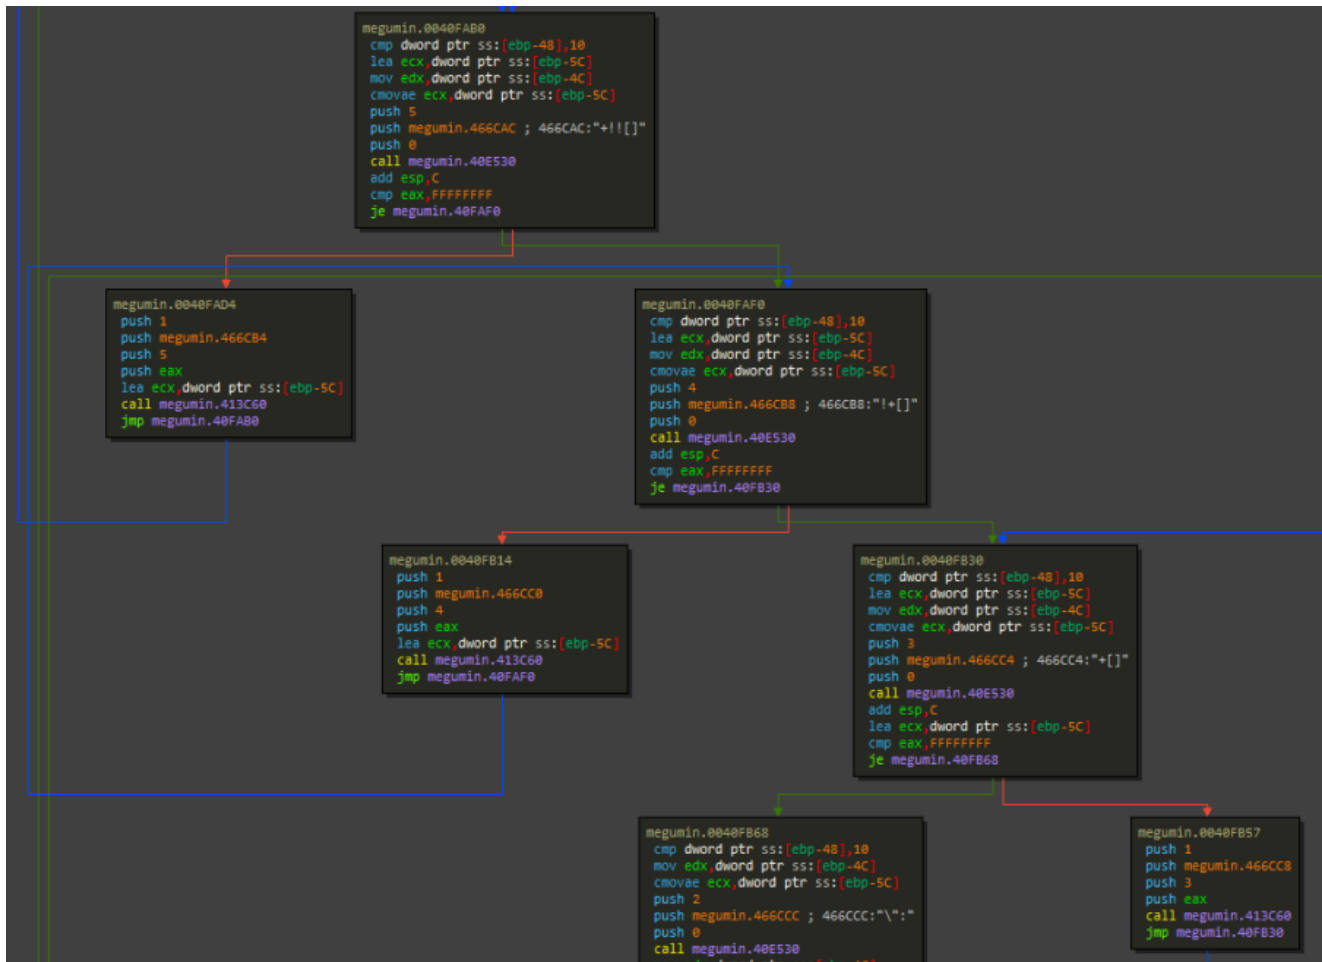 megumin.0040FAB0
cmp dword ptr ss:[ebp-48],10
lea ecx,dword ptr ss:[ebp-5C]
mov edx,dword ptr ss:[ebp-4C]
cmovae ecx,dword ptr ss:[ebp-5C]
push 5
push megumin.466CAC ; 466CAC:"+!![]"
push 0
call megumin.40E530
add esp,C
cmp eax,FFFFFFFF
je megumin.40FAF0
megumin.0040FAD4
push 1
push megumin.466CB4
push 5
push eax
lea ecx,dword ptr ss:[ebp-5C]
call megumin.413C60
jmp megumin.40FAB0
megumin.0040FAF0
cmp dword ptr ss:[ebp-48],10
lea ecx,dword ptr ss:[ebp-5C]
mov edx,dword ptr ss:[ebp-4C]
cmovae ecx,dword ptr ss:[ebp-5C]
push 4
push megumin.466CB8 ; 466CB8:"!+[]"
push 0
call megumin.40E530
add esp,C
cmp eax,FFFFFFFF
je megumin.40FB30
megumin.0040FB14
push 1
push megumin.466CC0
push 4
push eax
lea ecx,dword ptr ss:[ebp-5C]
call megumin.413C60
jmp megumin.40FAF0
megumin.0040FB30
cmp dword ptr ss:[ebp-48],10
lea ecx,dword ptr ss:[ebp-5C]
mov edx,dword ptr ss:[ebp-4C]
cmovae ecx,dword ptr ss:[ebp-5C]
push 3
push megumin.466CC4 ; 466CC4:"+[]"
push 0
call megumin.40E530
add esp,C
lea ecx,dword ptr ss:[ebp-5C]
cmp eax,FFFFFFFF
je megumin.40FB68
megumin.0040FB68
cmp dword ptr ss:[ebp-48],10
mov edx,dword ptr ss:[ebp-4C]
cmovae ecx,dword ptr ss:[ebp-5C]
push 2
push megumin.466CCC ; 466CCC:"\":"
push 0
call megumin.40E530
megumin.0040FB57
push 1
push megumin.466CC8
push 3
push eax
call megumin.413C60
jmp megumin.40FB30